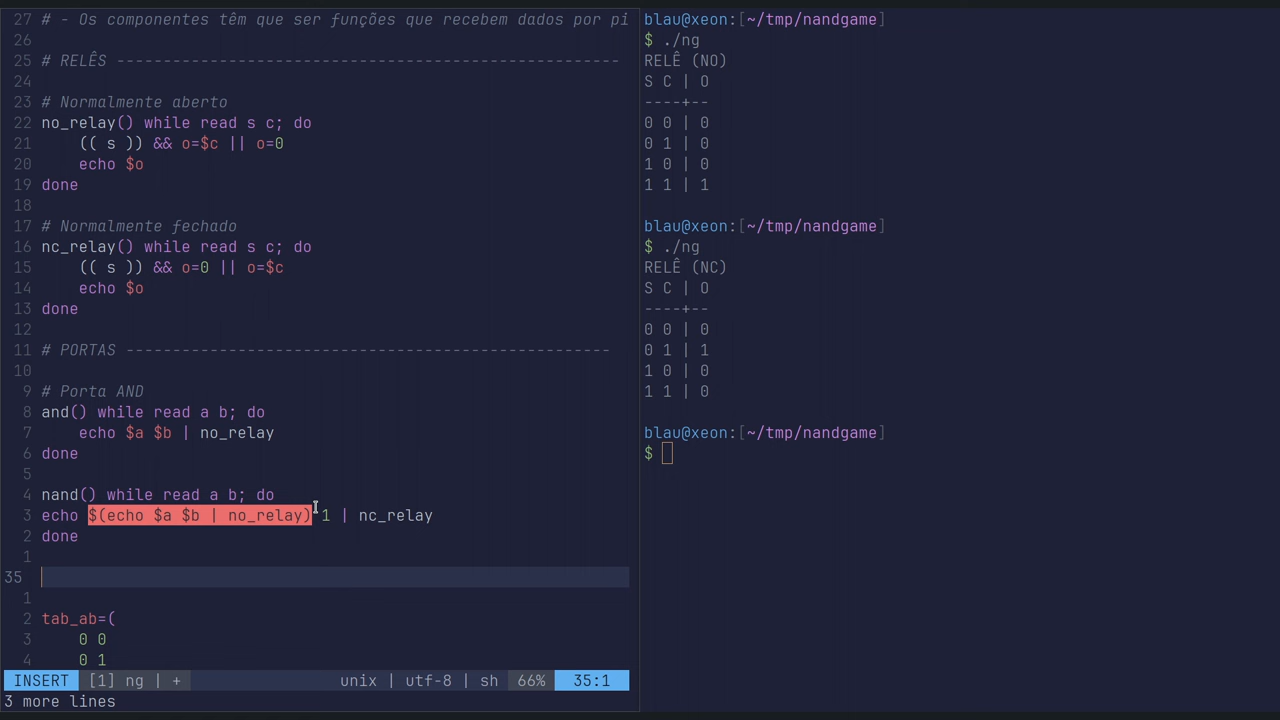 27 # - Os componentes têm que ser funções que recebem dados por pi
26
25 # RELÊS ------------------------------------------------------
24
23 # Normalmente aberto
22 no_relay() while read s c; do
21     (( s )) && o=$c || o=0
20     echo $o
19 done
18
17 # Normalmente fechado
16 nc_relay() while read s c; do
15     (( s )) && o=0 || o=$c
14     echo $o
13 done
12
11 # PORTAS ----------------------------------------------------
10
9 # Porta AND
8 and() while read a b; do
7     echo $a $b | no_relay
6 done
5
4 nand() while read a b; do
3 echo $(echo $a $b | no_relay) 1 | nc_relay
2 done
1
35
1
2 tab_ab=(
3     0 0
4     0 1
INSERT [1] ng | + unix | utf-8 | sh 66% 35:1
3 more lines
blau@xeon:[~/tmp/nandgame]
$ ./ng
RELÊ (NO)
S C | O
----+--
0 0 | 0
0 1 | 0
1 0 | 0
1 1 | 1
blau@xeon:[~/tmp/nandgame]
$ ./ng
RELÊ (NC)
S C | O
----+--
0 0 | 0
0 1 | 1
1 0 | 0
1 1 | 0
blau@xeon:[~/tmp/nandgame]
$